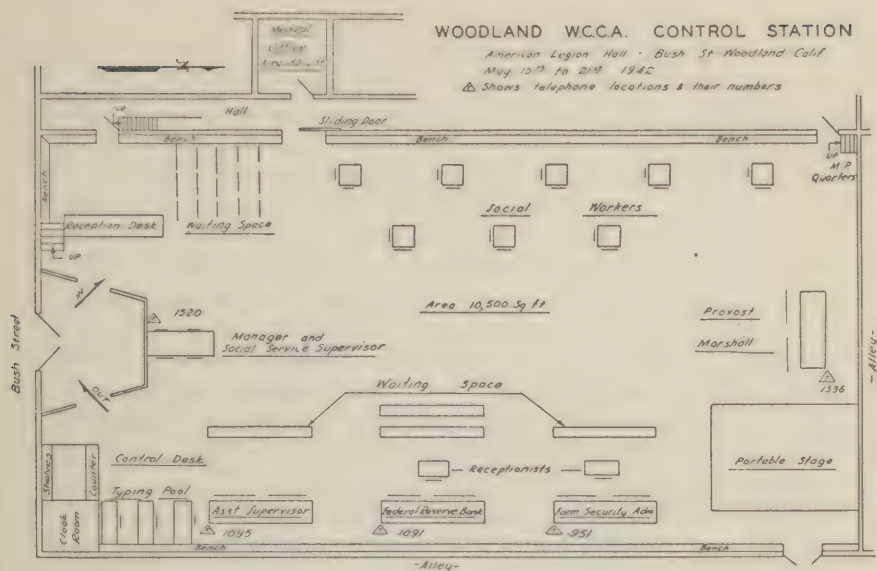 WOODLAND W.C.C.A. CONTROL STATION
American Legion Hall - Bush St Woodland Calif
May 15th to 21st 1942
Shows telephone locations & their numbers
Medical
Office
N
UP
Hall
Sliding Door
Bench
Bench
Bench
Bench
UP
M P
Quarters
Reception Desk
UP
Waiting Space
Social Workers
IN
1520
Area 10,500 Sq ft
Provost
Marshall
1536
Manager and
Social Service Supervisor
Bush Street
OUT
-Alley-
Waiting Space
Shelves
Counter
Control Desk
Receptionists
Portable Stage
Typing Pool
Cloak
Room
Asst Supervisor
Federal Reserve Bank
Farm Security Adm
1095
1091
951
Bench
Bench
-Alley-